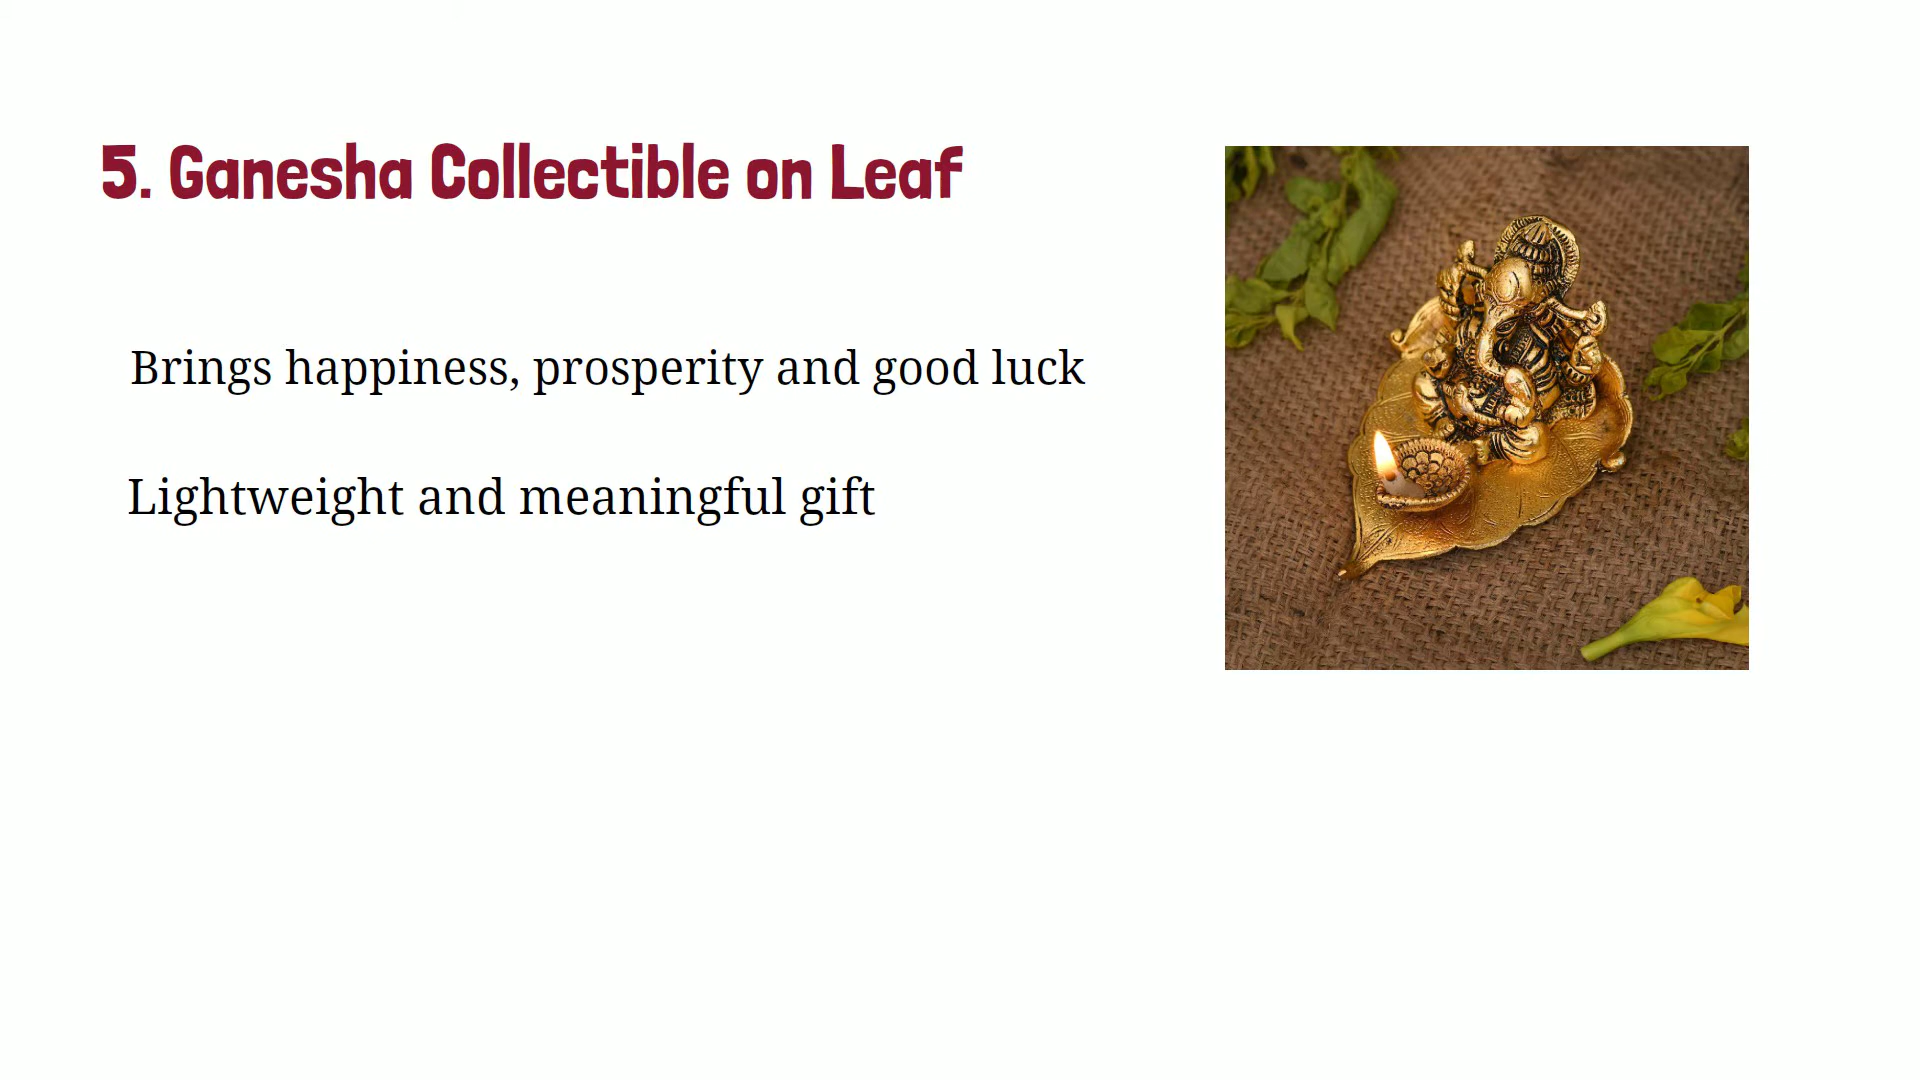 5. Ganesha Collectible on Leaf
Brings happiness, prosperity and good luck
Lightweight and meaningful gift